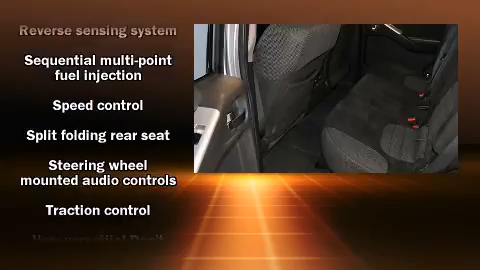 Reverse sensing system
Sequential multi-point
fuel injection
Speed control
Split folding rear seat
Steering wheel
mounted audio controls
Traction control